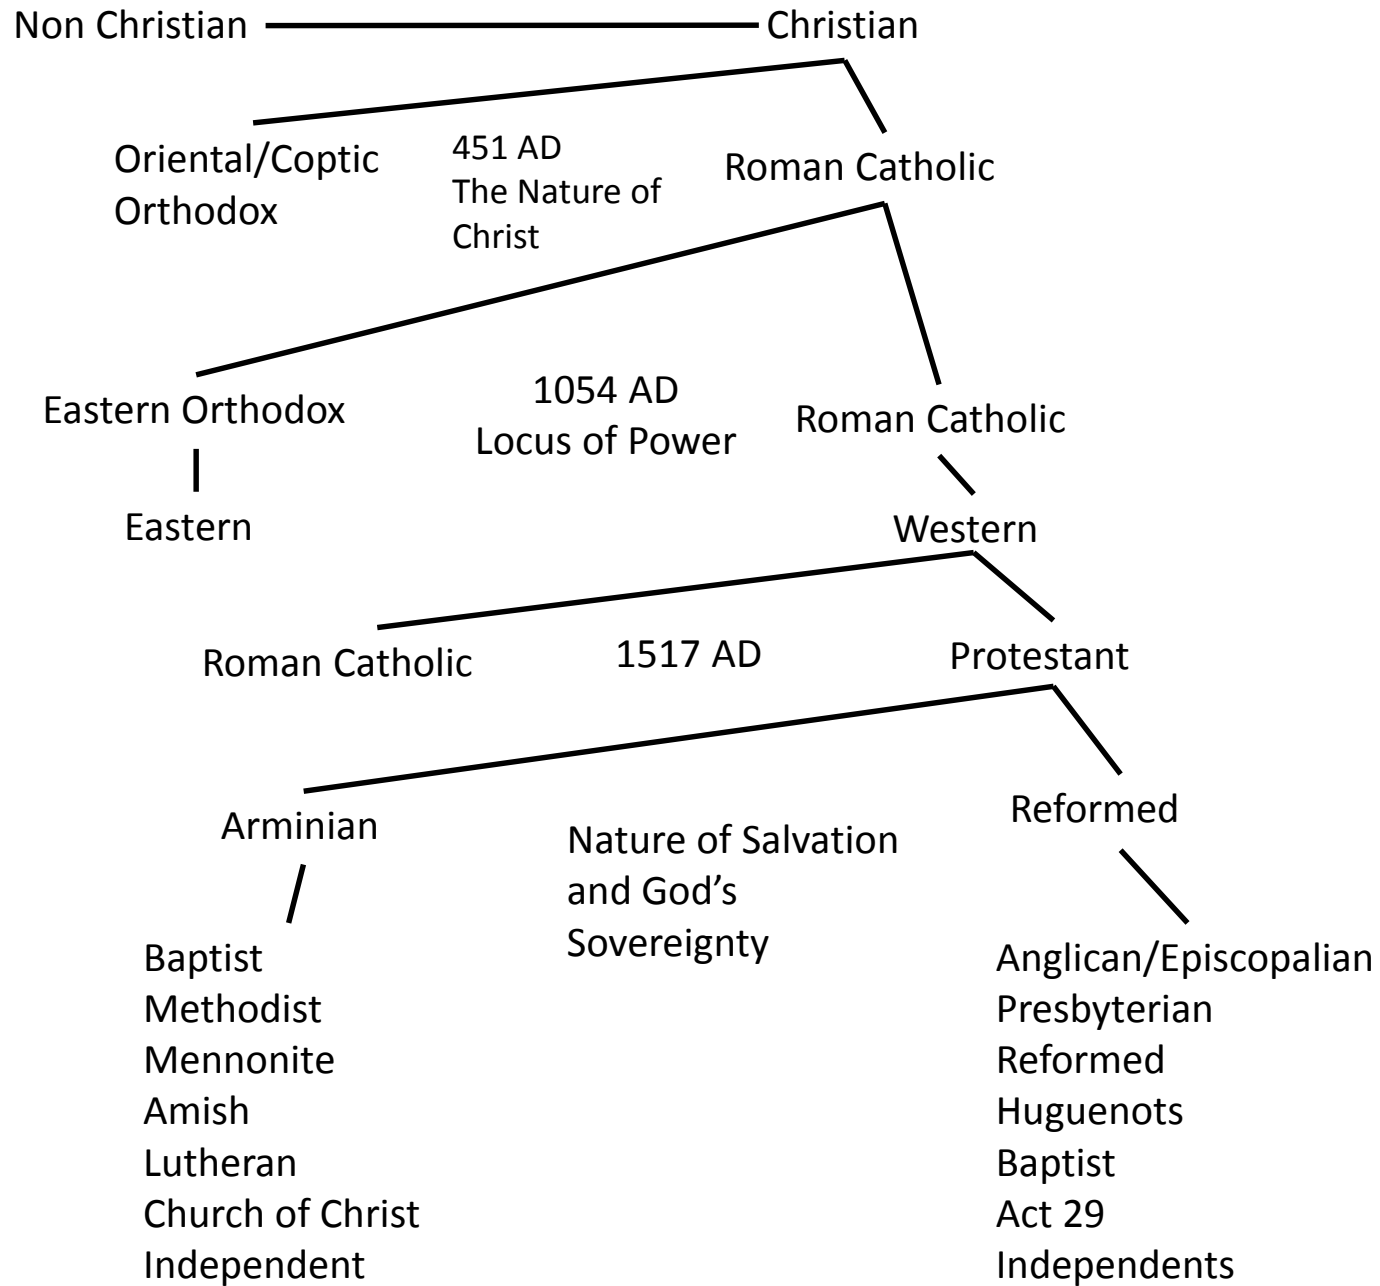 Non Christian
Christian
Oriental/Coptic
Orthodox
451 AD
The Nature of
Christ
Roman Catholic
Eastern Orthodox
1054 AD
Locus of Power
Roman Catholic
Eastern
Western
Roman Catholic
1517 AD
Protestant
Arminian
Nature of Salvation
and God’s
Sovereignty
Reformed
Baptist
Methodist
Mennonite
Amish
Lutheran
Church of Christ
Independent
Anglican/Episcopalian
Presbyterian
Reformed
Huguenots
Baptist
Act 29
Independents